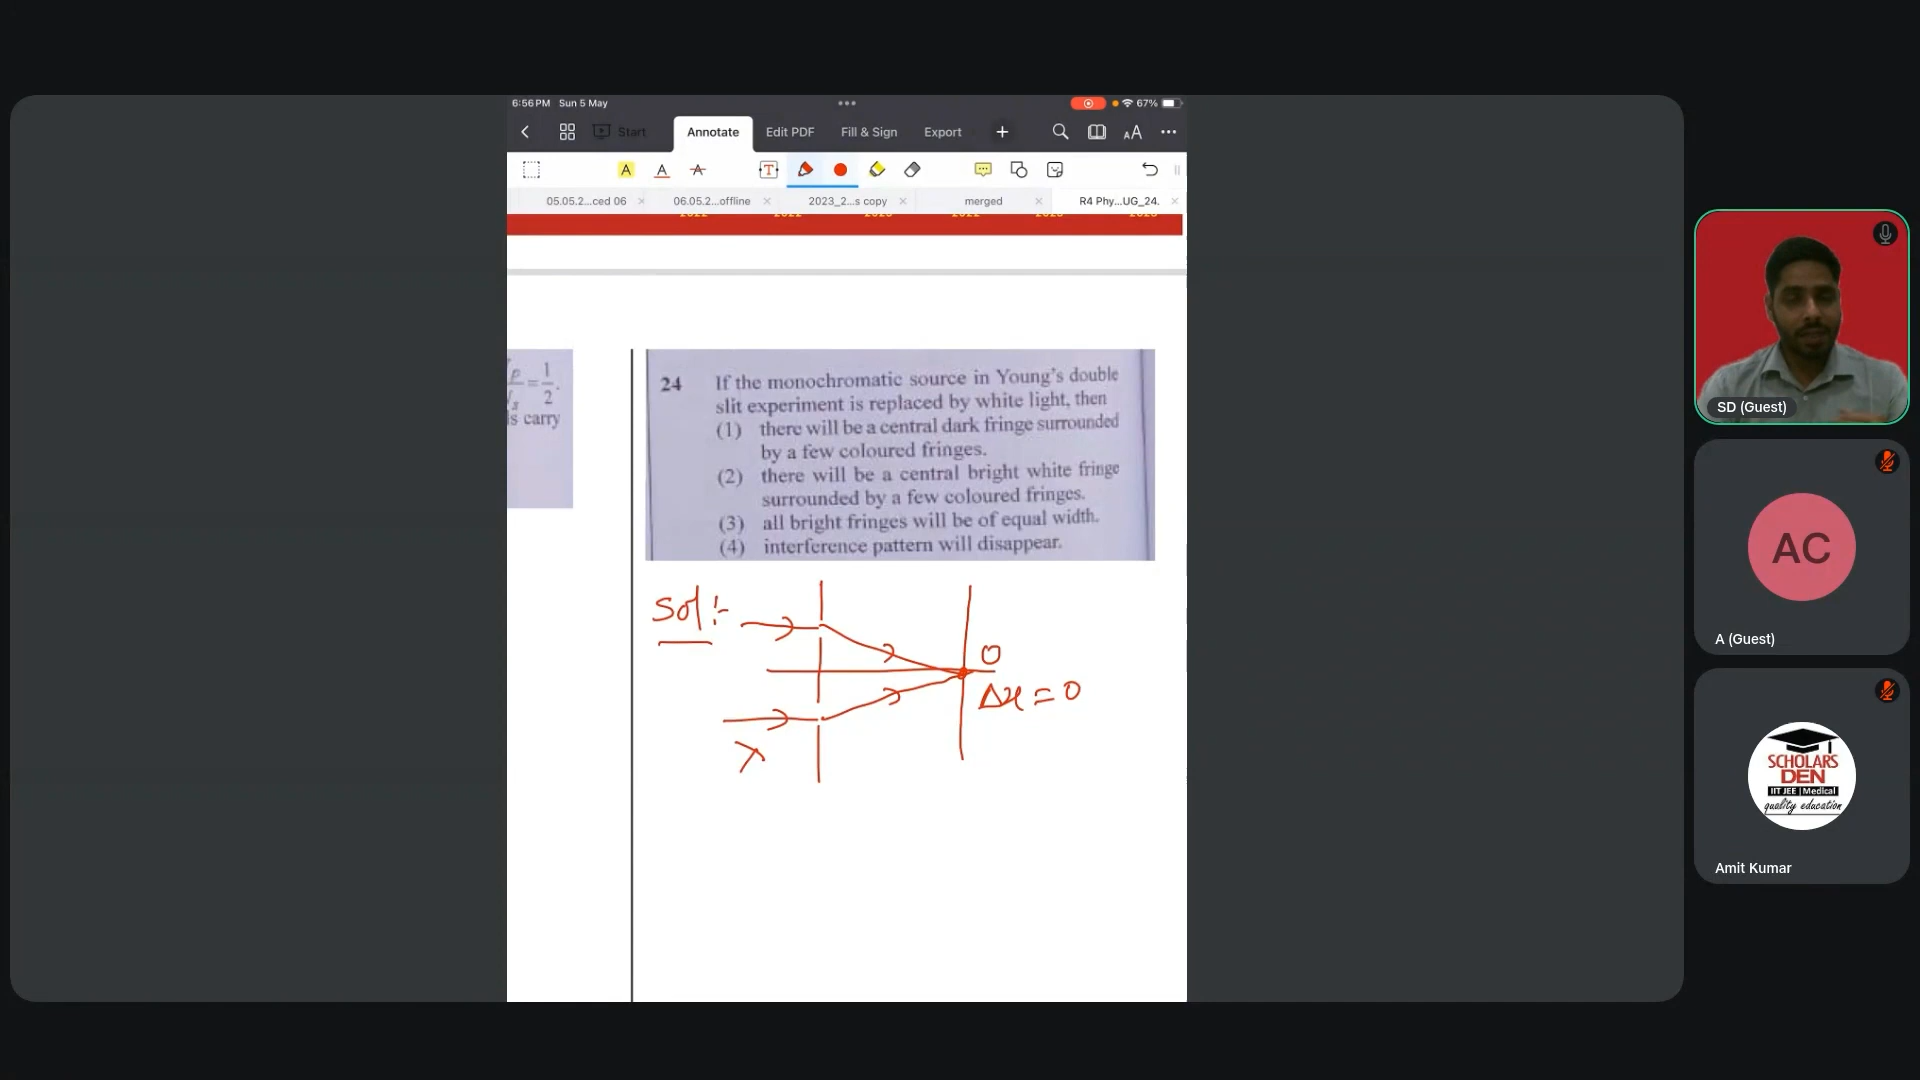 6:56 PM Sun 5 May
67%
Start
Annotate
Edit PDF
Fill & Sign
Export
05.05.2...ced 06
06.05.2...offline
2023_2...s copy
merged
R4 Phy...UG_24.
p = 1
s 2
is carry
24 If the monochromatic source in Young's double
slit experiment is replaced by white light, then
(1) there will be a central dark fringe surrounded
by a few coloured fringes.
(2) there will be a central bright white fringe
surrounded by a few coloured fringes.
(3) all bright fringes will be of equal width.
(4) interference pattern will disappear.
Sol :-
O
Δx = 0
λ
SD (Guest)
AC
A (Guest)
SCHOLARS
DEN
IIT JEE | Medical
quality education
Amit Kumar